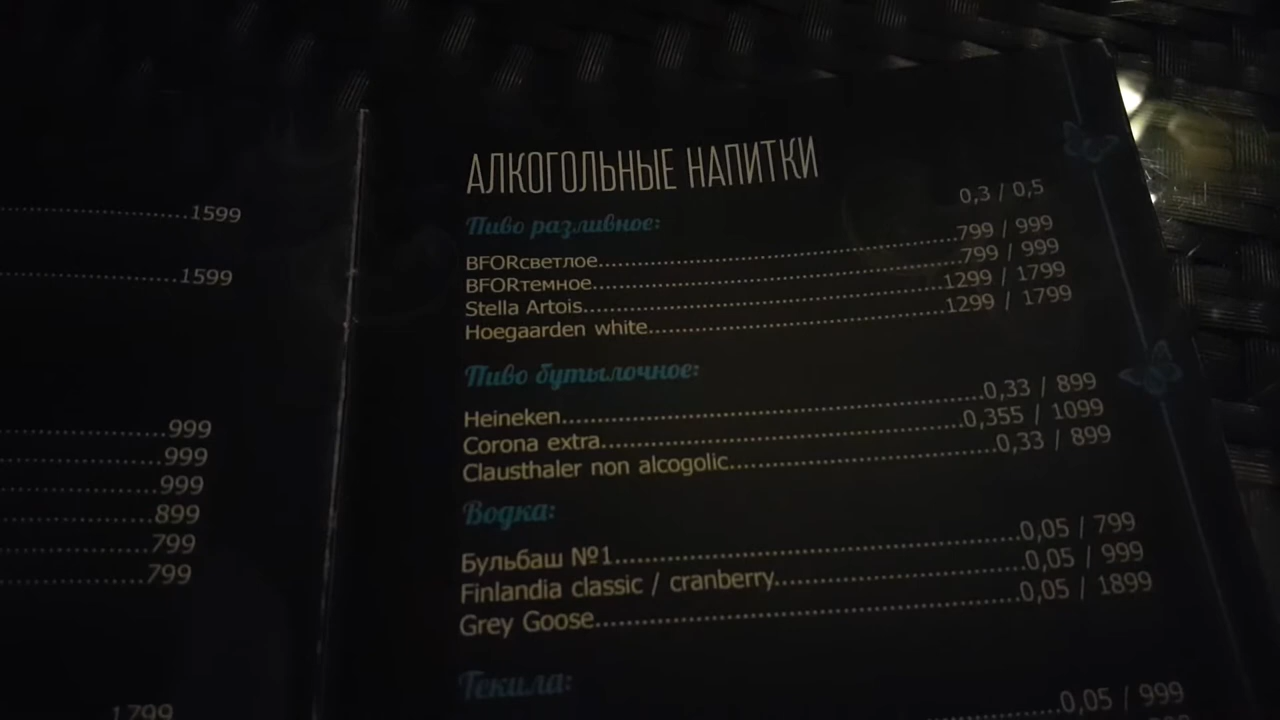 1599
1599
999
999
999
899
799
799
1799
АЛКОГОЛЬНЫЕ НАПИТКИ
0,3 / 0,5
Пиво разливное:
BFORсветлое 799 / 999
BFORтемное 799 / 999
Stella Artois 1299 / 1799
Hoegaarden white 1299 / 1799
Пиво бутылочное:
Heineken 0,33 / 899
Corona extra 0,355 / 1099
Clausthaler non alcogolic 0,33 / 899
Водка:
Бульбаш №1 0,05 / 799
Finlandia classic / cranberry 0,05 / 999
Grey Goose 0,05 / 1899
Текила:
0,05 / 999